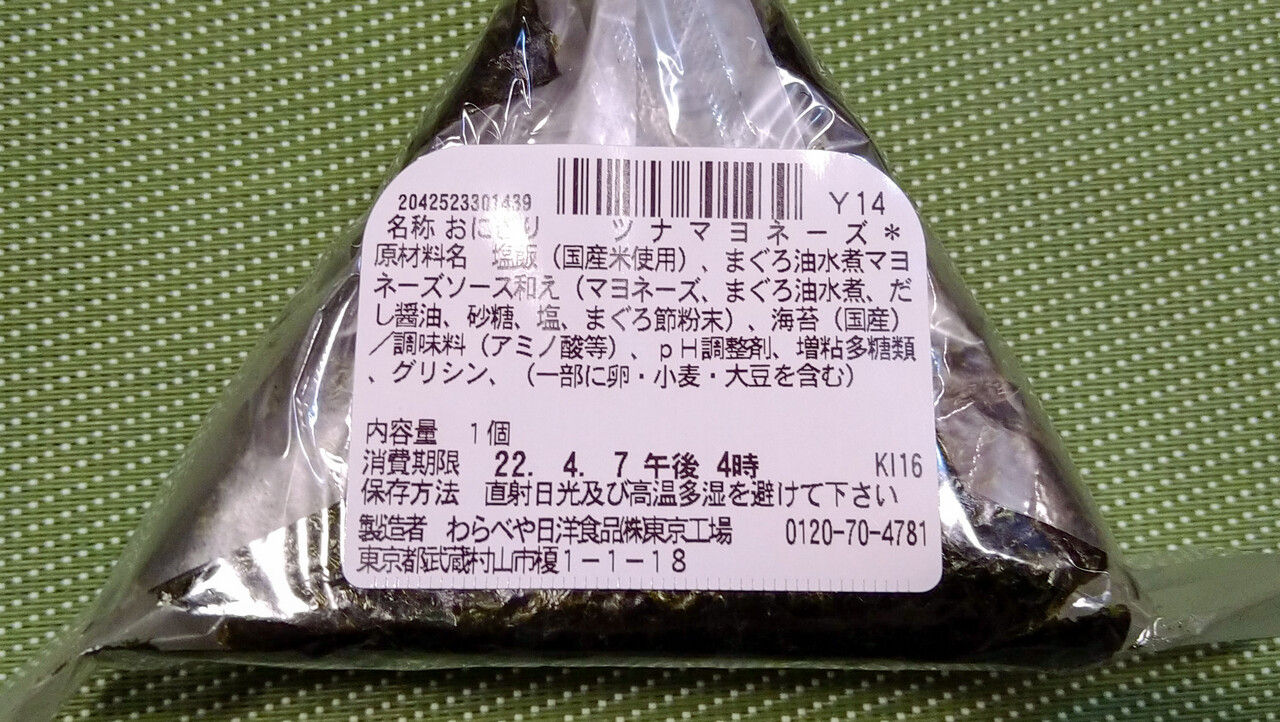 2042523301439 Y14
名称 おにぎり ツナマヨネーズ＊
原材料名 塩飯（国産米使用）、まぐろ油水煮マヨ
ネーズソース和え（マヨネーズ、まぐろ油水煮、だ
し醤油、砂糖、塩、まぐろ節粉末）、海苔（国産）
／調味料（アミノ酸等）、ｐＨ調整剤、増粘多糖類
、グリシン、（一部に卵・小麦・大豆を含む）
内容量 １個
消費期限 22. 4. 7 午後 4時 KI16
保存方法 直射日光及び高温多湿を避けて下さい
製造者 わらべや日洋食品㈱東京工場 0120-70-4781
東京都武蔵村山市榎１－１－１８